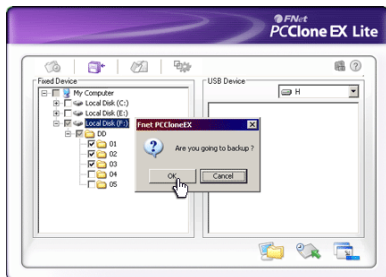 FNet
PCClone EX Lite
Fixed Device
USB Device
My Computer
H
Local Disk (C:)
Local Disk (E:)
Local Disk (F:)
DD
01
02
03
04
05
Fnet PCCloneEX
Are you going to backup ?
OK
Cancel